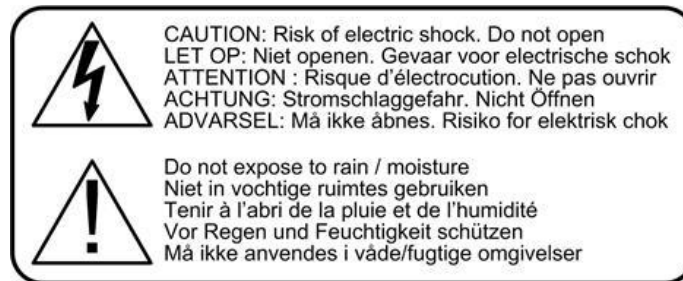 CAUTION: Risk of electric shock. Do not open
LET OP: Niet openen. Gevaar voor electrische schok
ATTENTION : Risque d'électrocution. Ne pas ouvrir
ACHTUNG: Stromschlaggefahr. Nicht Öffnen
ADVARSEL: Må ikke åbnes. Risiko for elektrisk chok
Do not expose to rain / moisture
Niet in vochtige ruimtes gebruiken
Tenir à l'abri de la pluie et de l'humidité
Vor Regen und Feuchtigkeit schützen
Må ikke anvendes i våde/fugtige omgivelser